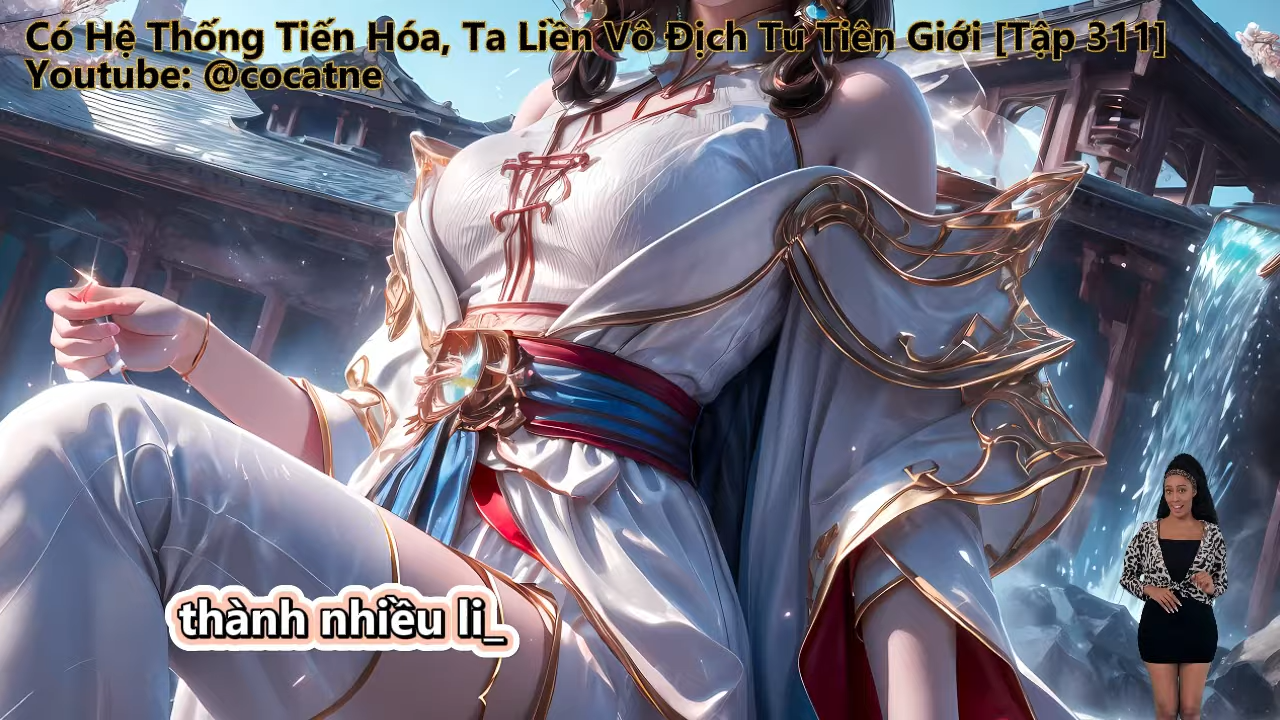 Có Hệ Thống Tiến Hóa, Ta Liền Vô Địch Tu Tiên Giới [Tập 311]
Youtube: @cocatne
thành nhiều li_